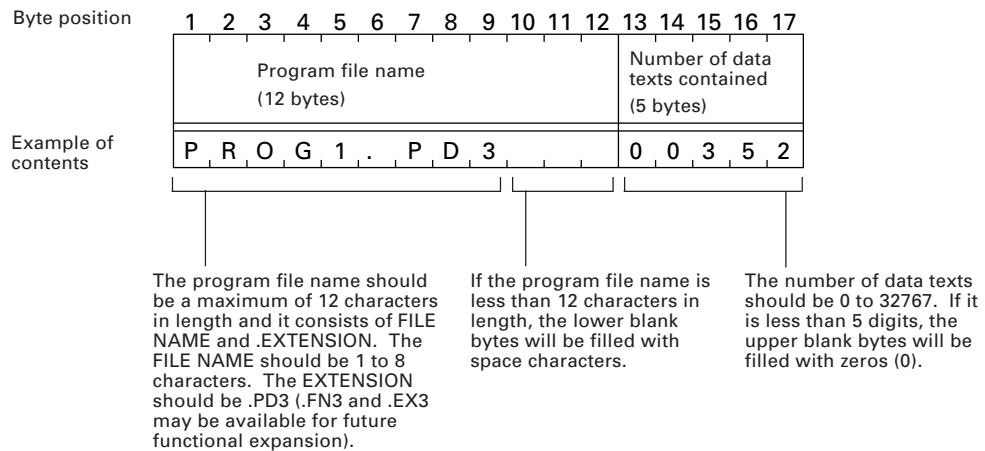 Byte position 1 2 3 4 5 6 7 8 9 10 11 12 13 14 15 16 17
Program file name
(12 bytes)
Number of data
texts contained
(5 bytes)
Example of
contents
P R O G 1 . P D 3 0 0 3 5 2
The program file name should
be a maximum of 12 characters
in length and it consists of FILE
NAME and .EXTENSION. The
FILE NAME should be 1 to 8
characters. The EXTENSION
should be .PD3 (.FN3 and .EX3
may be available for future
functional expansion).
If the program file name is
less than 12 characters in
length, the lower blank
bytes will be filled with
space characters.
The number of data texts
should be 0 to 32767. If it
is less than 5 digits, the
upper blank bytes will be
filled with zeros (0).